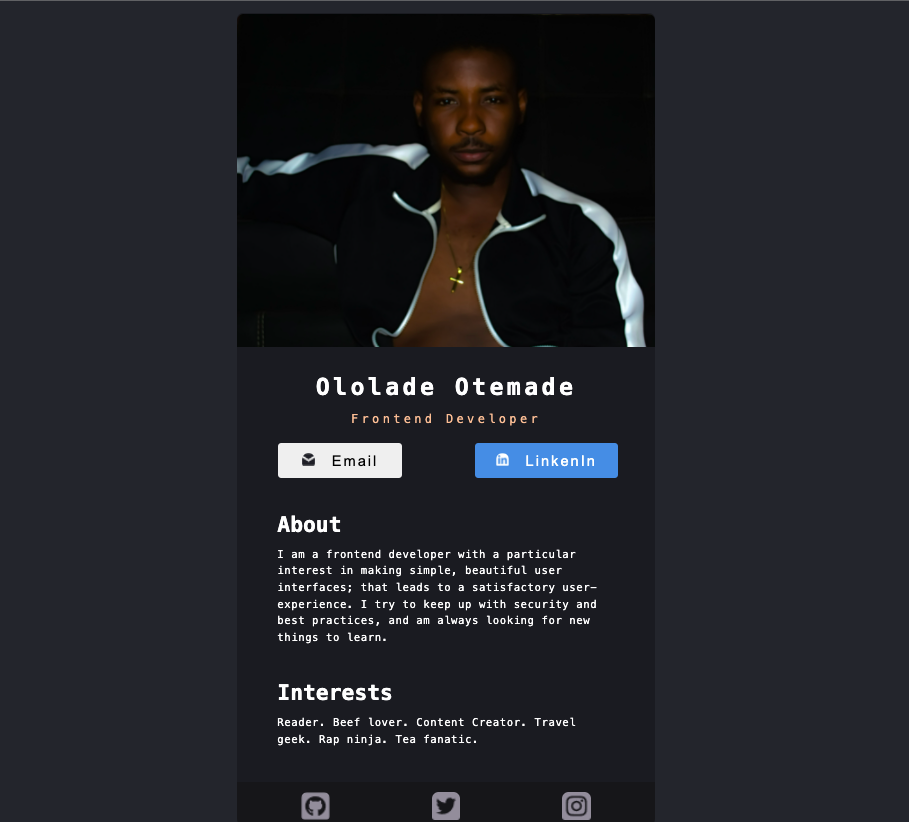 Ololade Otemade
Frontend Developer
Email
LinkenIn
About
I am a frontend developer with a particular
interest in making simple, beautiful user
interfaces; that leads to a satisfactory user-
experience. I try to keep up with security and
best practices, and am always looking for new
things to learn.
Interests
Reader. Beef lover. Content Creator. Travel
geek. Rap ninja. Tea fanatic.